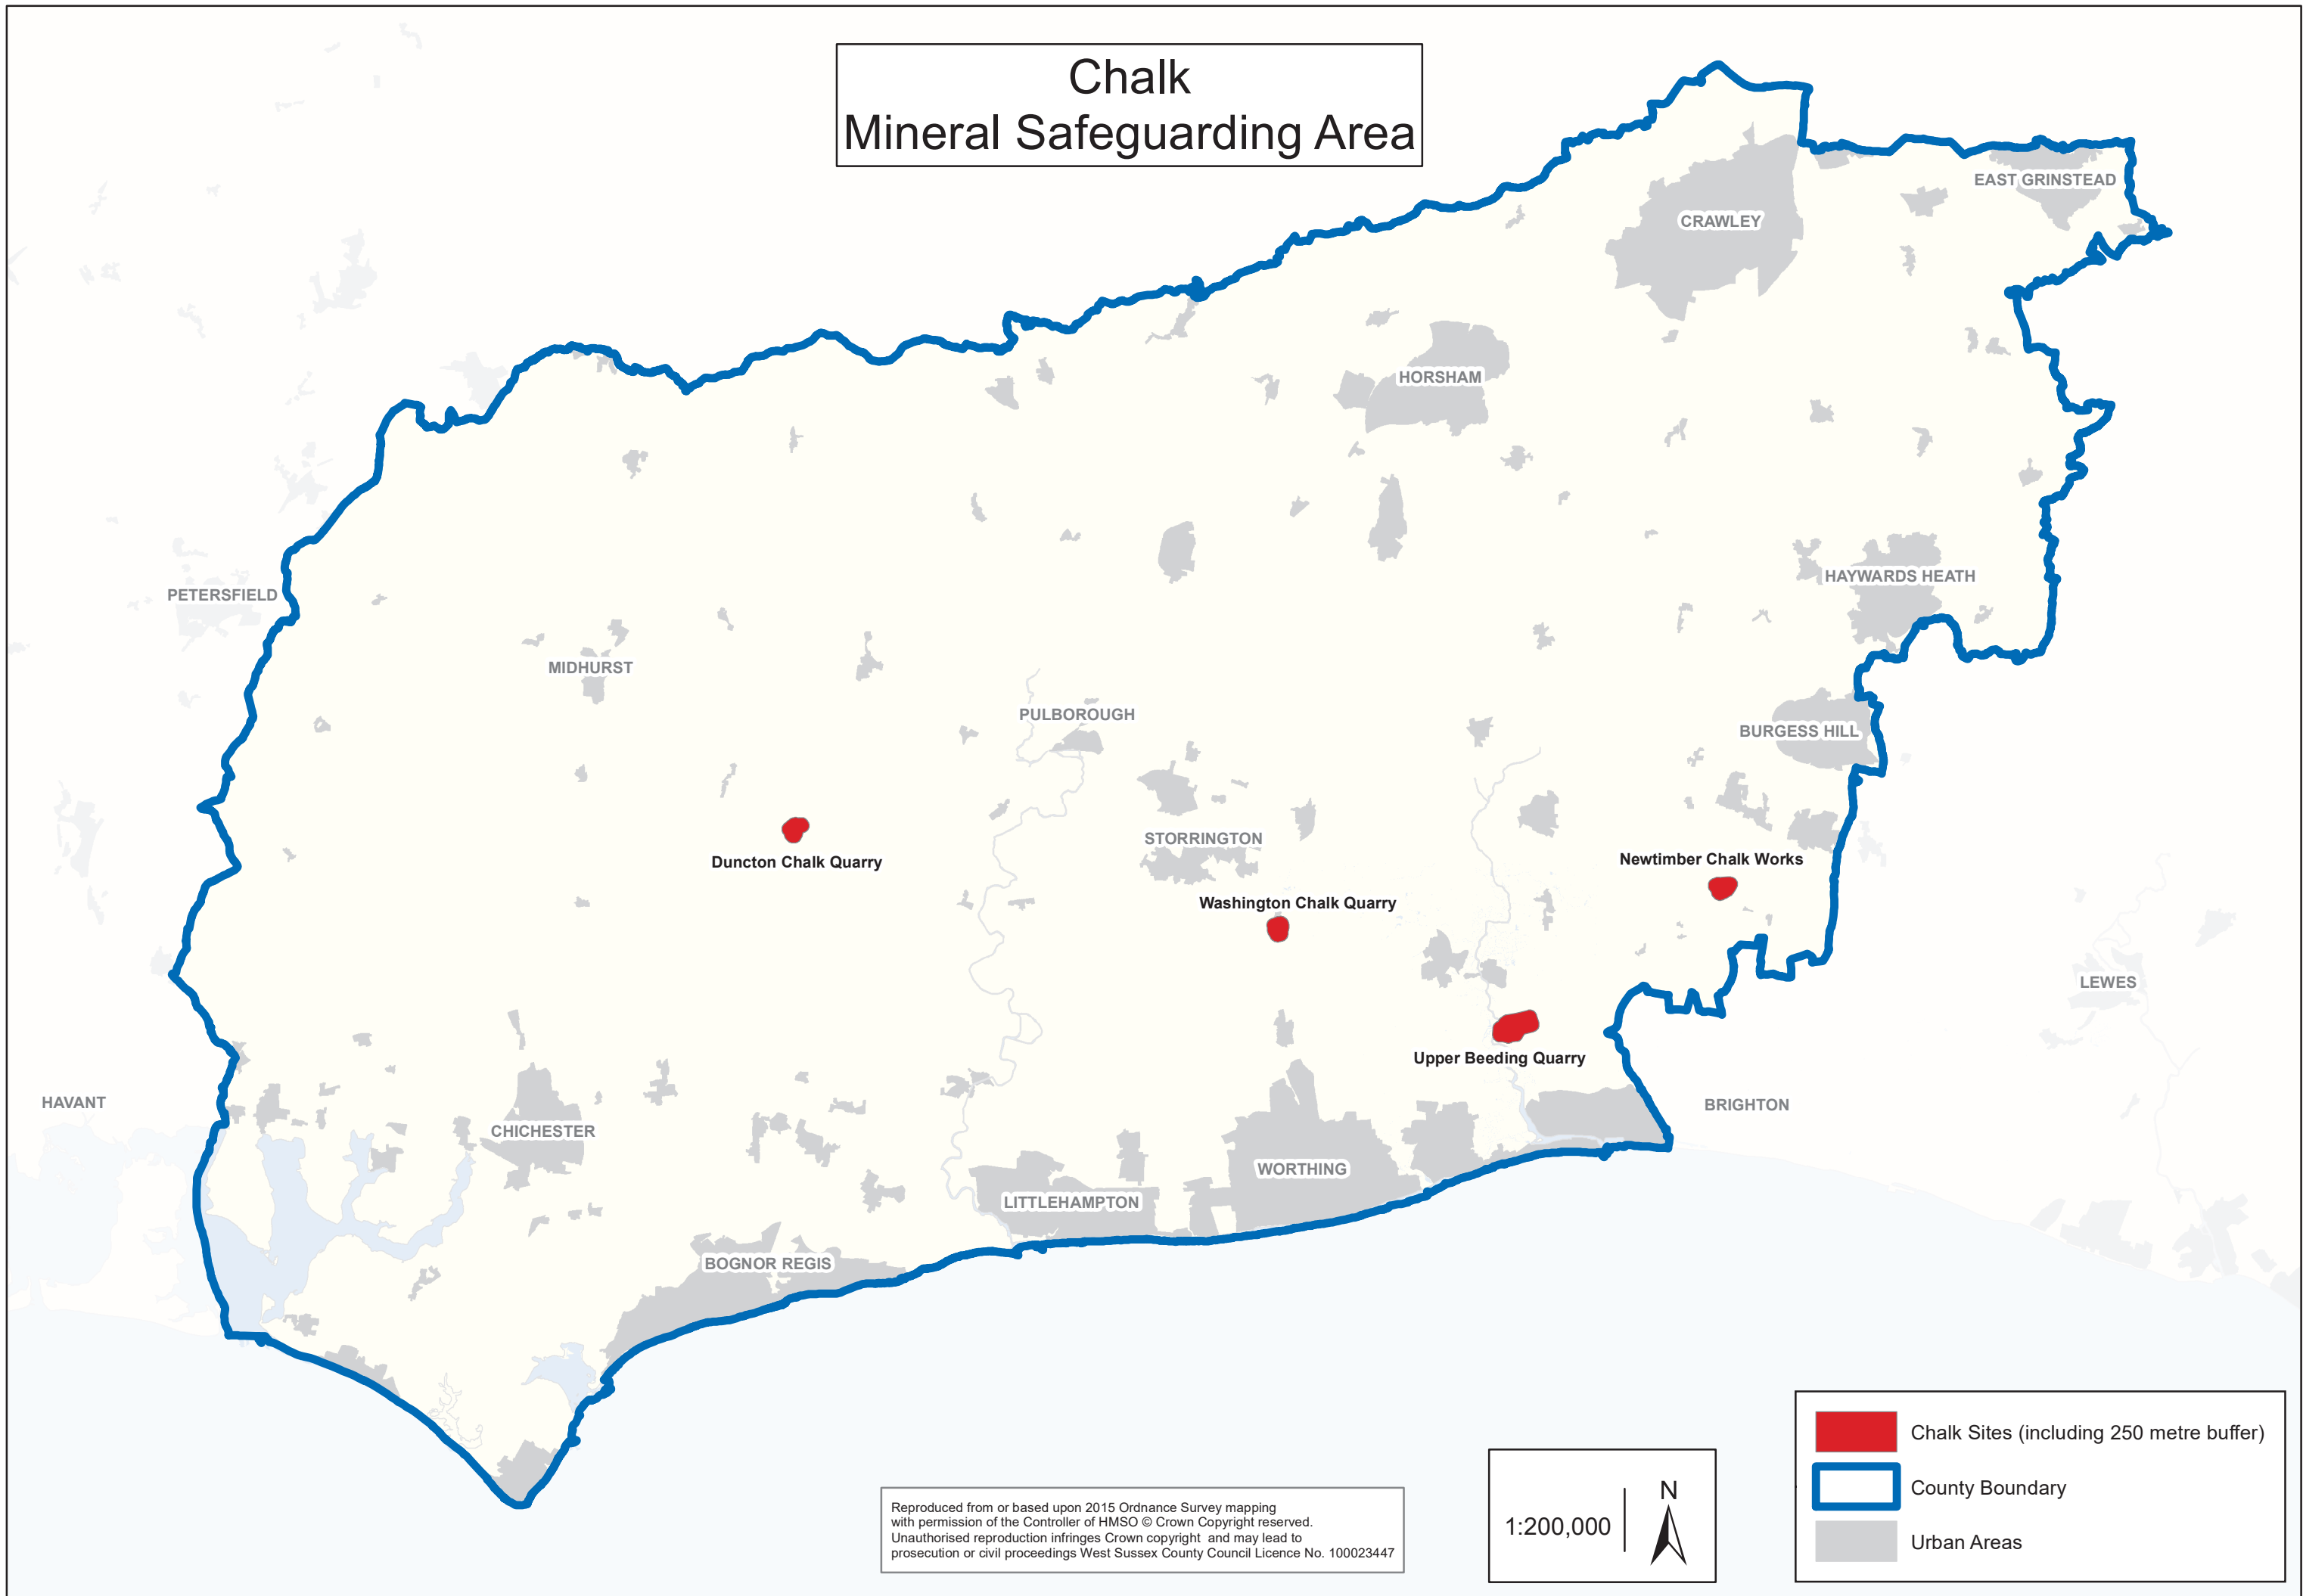 Chalk
Mineral Safeguarding Area
EAST GRINSTEAD
CRAWLEY
HORSHAM
HAYWARDS HEATH
PETERSFIELD
MIDHURST
PULBOROUGH
BURGESS HILL
STORRINGTON
Duncton Chalk Quarry
Newtimber Chalk Works
Washington Chalk Quarry
LEWES
Upper Beeding Quarry
HAVANT
BRIGHTON
CHICHESTER
WORTHING
LITTLEHAMPTON
BOGNOR REGIS
Chalk Sites (including 250 metre buffer)
County Boundary
Urban Areas
N
1:200,000
Reproduced from or based upon 2015 Ordnance Survey mapping
with permission of the Controller of HMSO © Crown Copyright reserved.
Unauthorised reproduction infringes Crown copyright and may lead to
prosecution or civil proceedings West Sussex County Council Licence No. 100023447